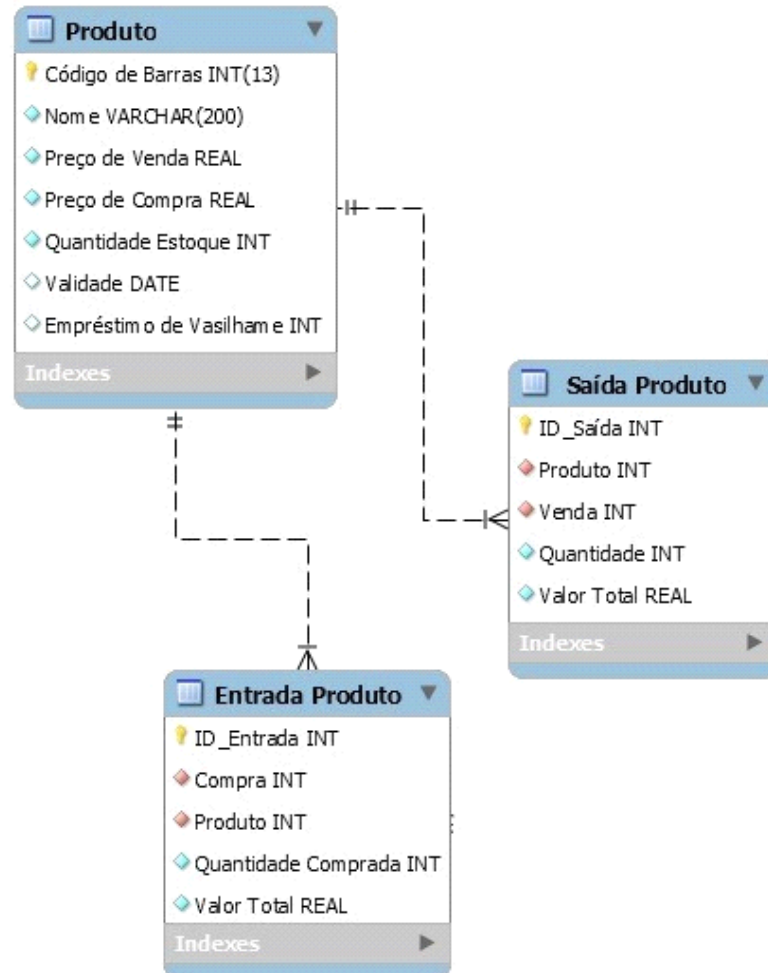 Produto
Código de Barras INT(13)
Nome VARCHAR(200)
Preço de Venda REAL
Preço de Compra REAL
Quantidade Estoque INT
Validade DATE
Empréstimo de Vasilhame INT
Indexes
Saída Produto
ID_Saída INT
Produto INT
Venda INT
Quantidade INT
Valor Total REAL
Indexes
Entrada Produto
ID_Entrada INT
Compra INT
Produto INT
Quantidade Comprada INT
Valor Total REAL
Indexes